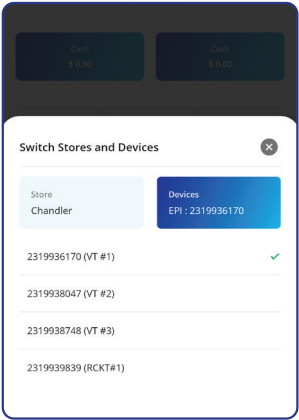 Card
Cash
$ 0.00
$ 0.00
Switch Stores and Devices
Store
Chandler
Devices
EPI : 2319936170
2319936170 (VT #1)
2319938047 (VT #2)
2319938748 (VT #3)
2319939839 (RCKT#1)